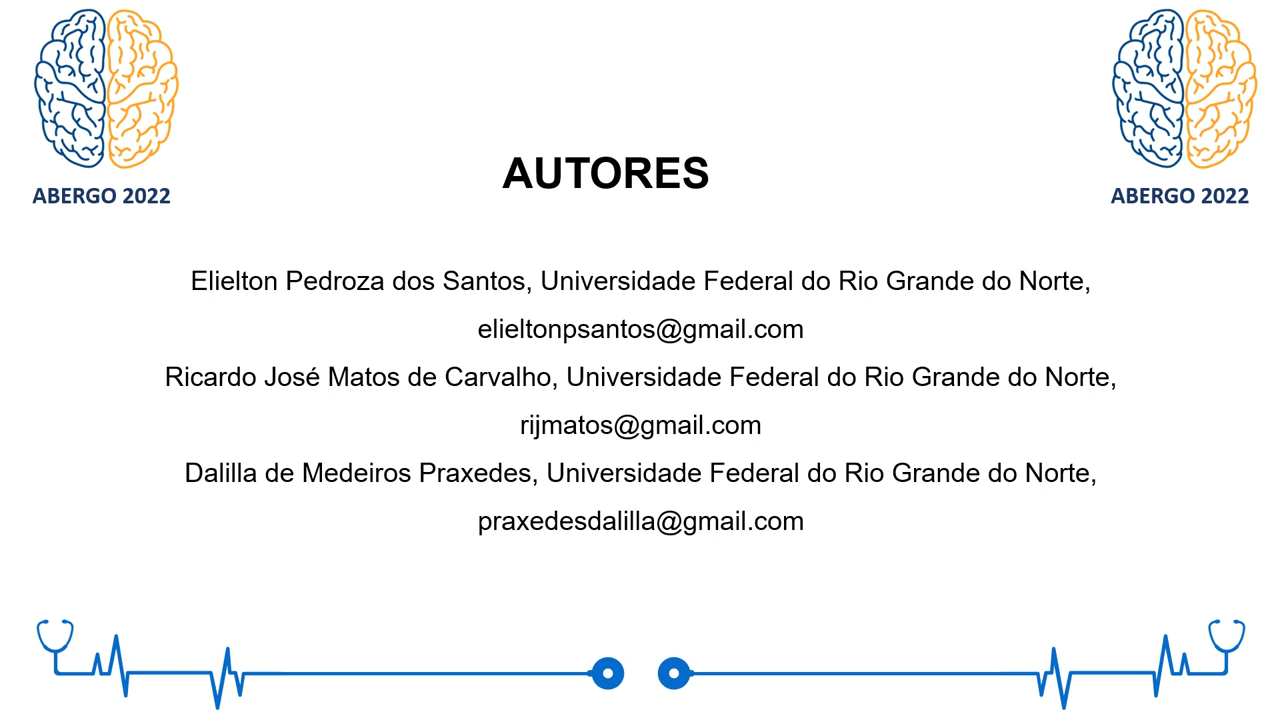 ABERGO 2022
ABERGO 2022
AUTORES
Elielton Pedroza dos Santos, Universidade Federal do Rio Grande do Norte,
elieltonpsantos@gmail.com
Ricardo José Matos de Carvalho, Universidade Federal do Rio Grande do Norte,
rijmatos@gmail.com
Dalilla de Medeiros Praxedes, Universidade Federal do Rio Grande do Norte,
praxedesdalilla@gmail.com